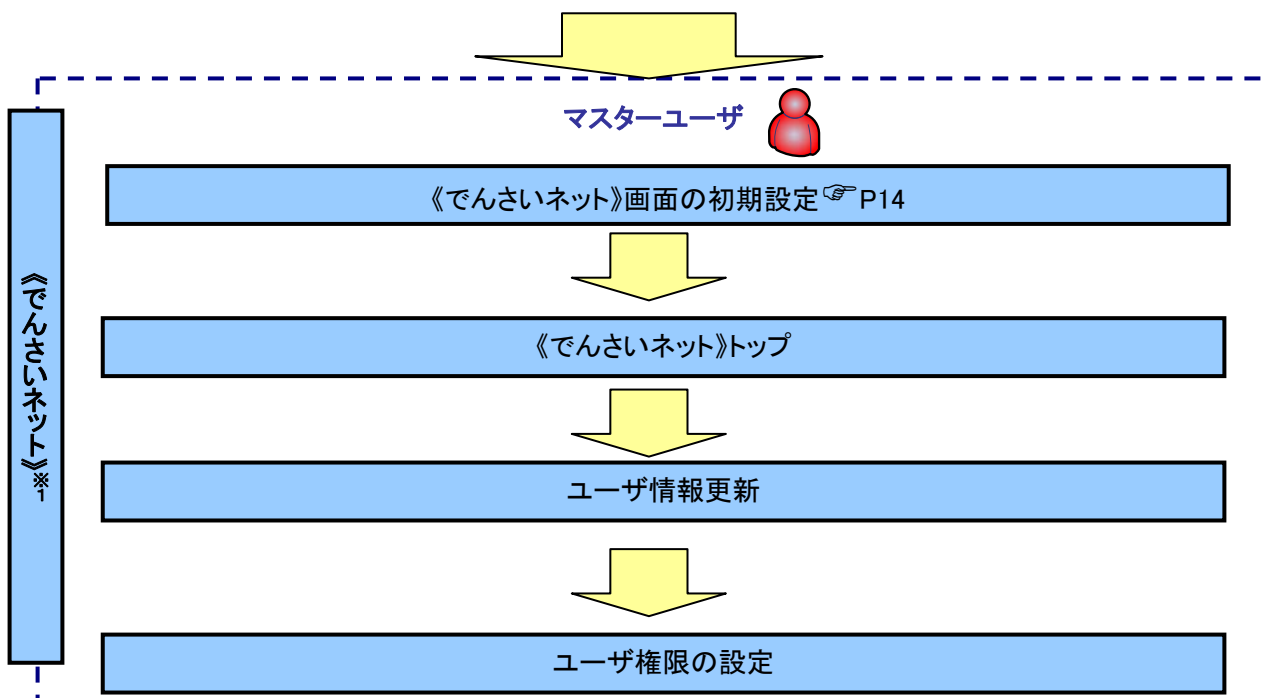 マスターユーザ
《でんさいネット》画面の初期設定☞P14
《でんさいネット》トップ
ユーザ情報更新
ユーザ権限の設定
《でんさいネット》※1